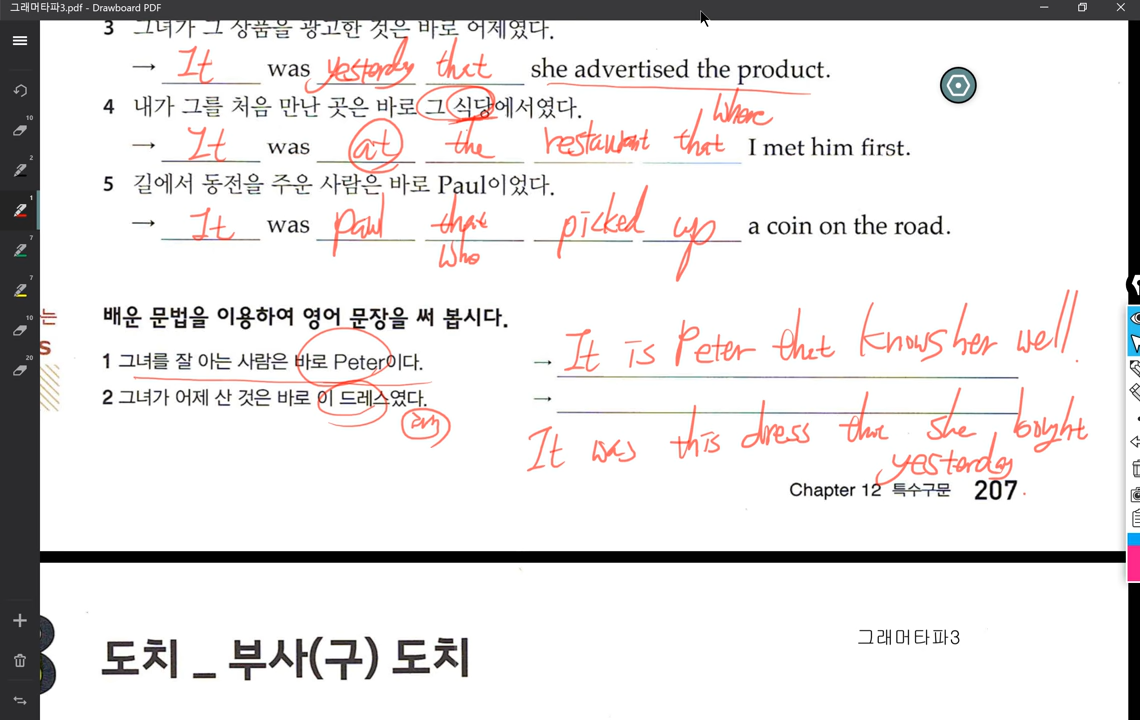 그래머타파3.pdf - Drawboard PDF
3 그녀가 그 상품을 광고한 것은 바로 어제였다.
→ It was yesterday that she advertised the product.
4 내가 그를 처음 만난 곳은 바로 그 식당에서였다.
where
→ It was at the restaurant that I met him first.
5 길에서 동전을 주운 사람은 바로 Paul이었다.
→ It was paul that picked up a coin on the road.
who
는
S
배운 문법을 이용하여 영어 문장을 써 봅시다.
1 그녀를 잘 아는 사람은 바로 Peter이다. → It is Peter that knows her well.
2 그녀가 어제 산 것은 바로 이 드레스였다. →
It was this dress that she bought
yesterday
Chapter 12 특수구문 207
도치 _ 부사(구) 도치
그래머타파3
10
2
1
7
7
10
20